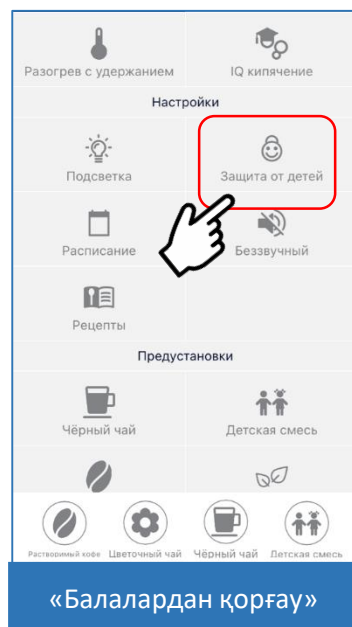 Разогрев с удержанием IQ кипячение
Настройки
Подсветка Защита от детей
Расписание Беззвучный
Рецепты
Предустановки
Чёрный чай Детская смесь
Растворимый кофе Цветочный чай Чёрный чай Детская смесь
«Балалардан қорғау»